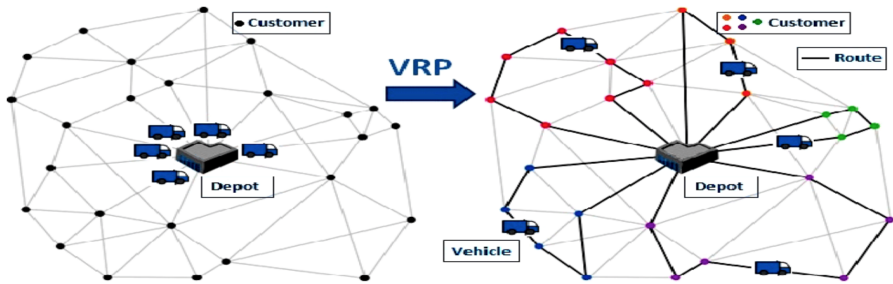 Customer
Depot
VRP
Customer
Route
Depot
Vehicle